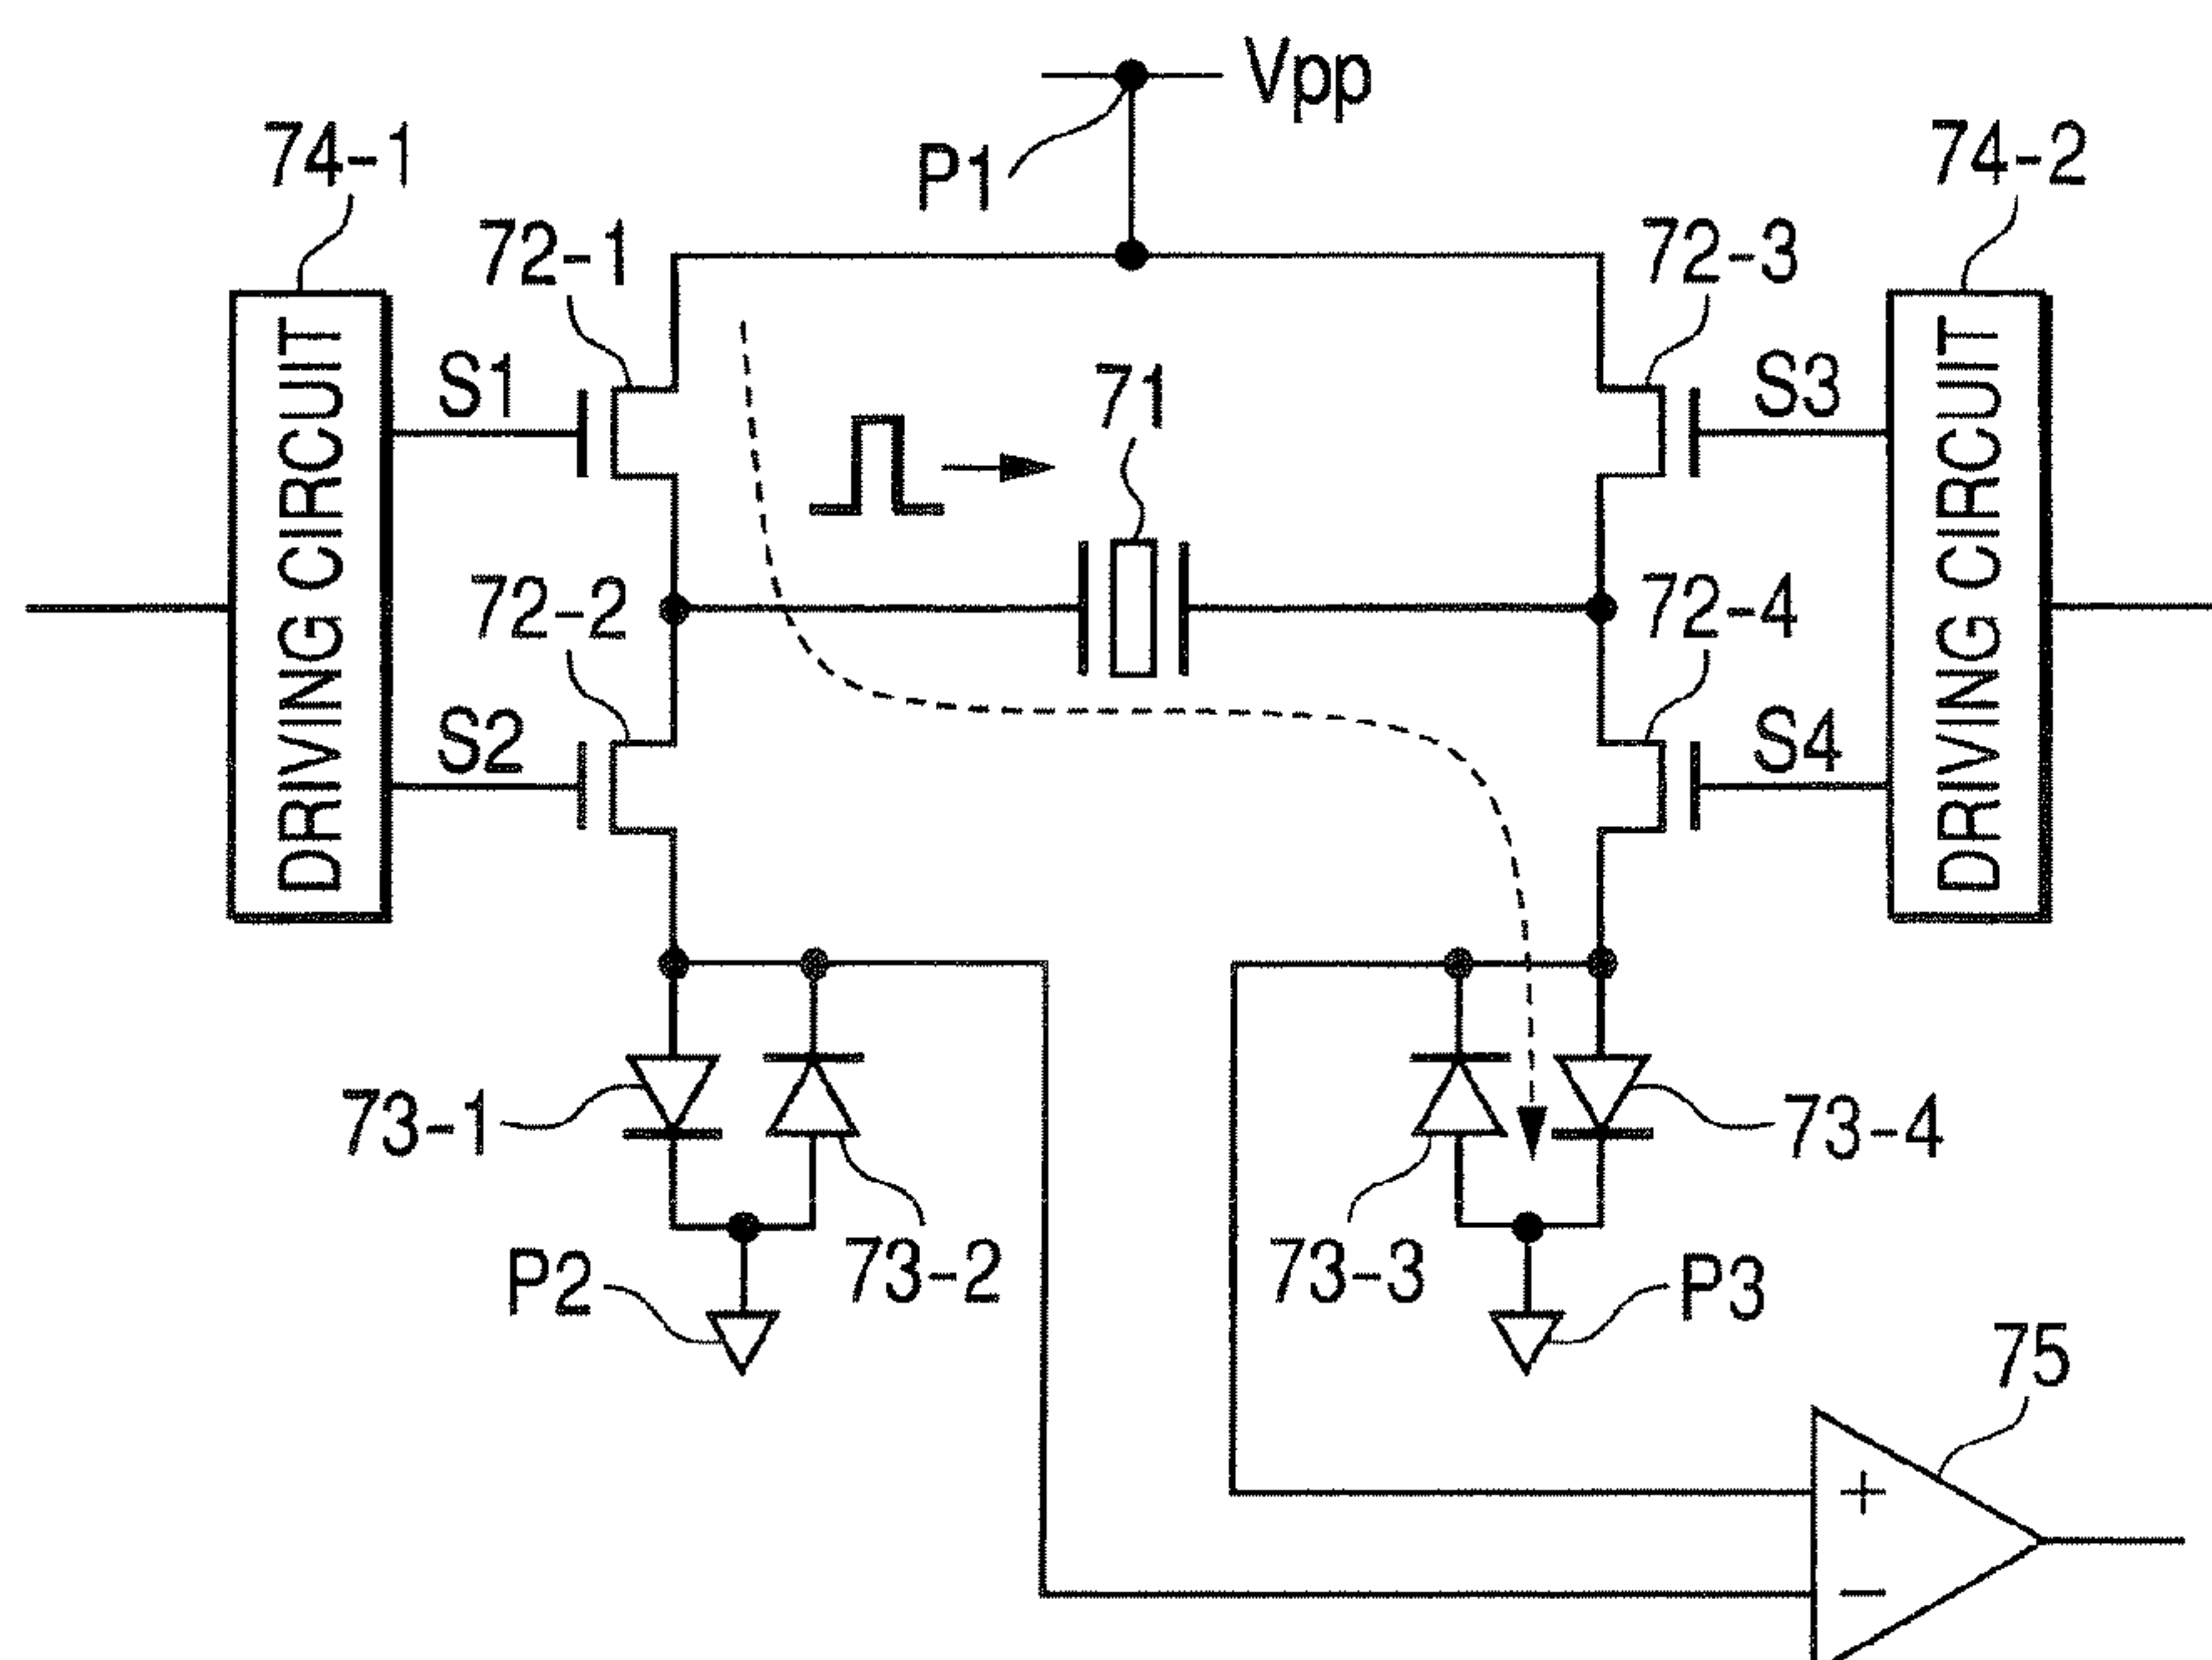 Vpp
P1
74-1
74-2
72-1
72-3
DRIVING CIRCUIT
S1
71
S3
DRIVING CIRCUIT
72-2
72-4
S2
S4
73-1
73-4
P2
73-2
73-3
P3
75
+
−